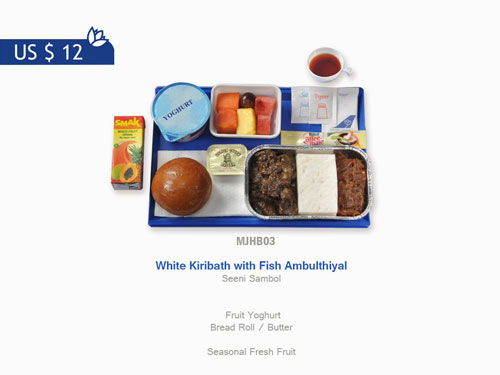 US $ 12
YOGHURT
SMAK
MJHB03
White Kiribath with Fish Ambulthiyal
Seeni Sambol
Fruit Yoghurt
Bread Roll / Butter
Seasonal Fresh Fruit